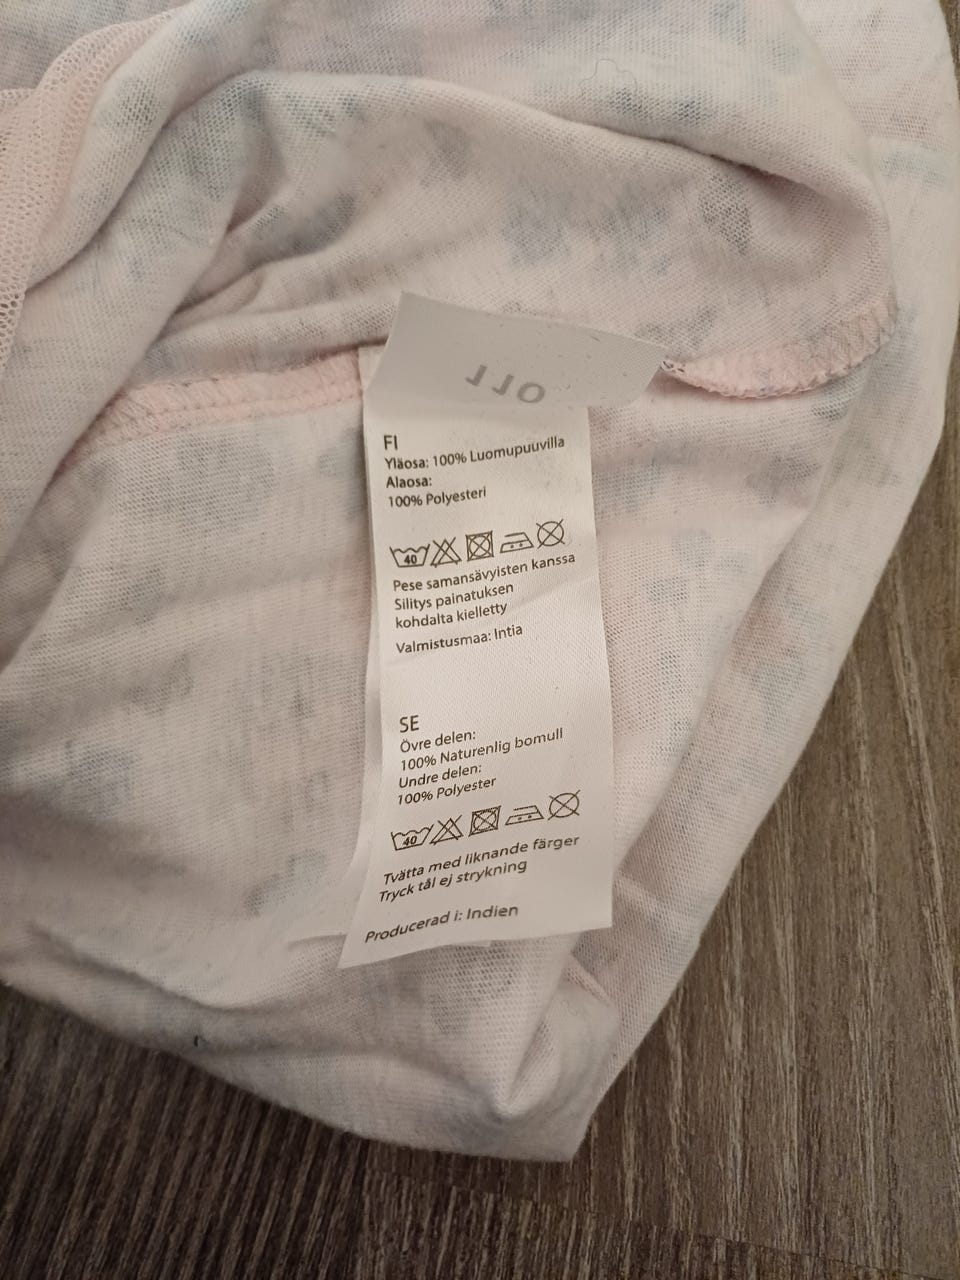 110
FI
Yläosa: 100% Luomupuuvilla
Alaosa:
100% Polyesteri
40
Pese samansävyisten kanssa
Silitys painatuksen
kohdalta kielletty
Valmistusmaa: Intia
SE
Övre delen:
100% Naturenlig bomull
Undre delen:
100% Polyester
40
Tvätta med liknande färger
Tryck tål ej strykning
Producerad i: Indien